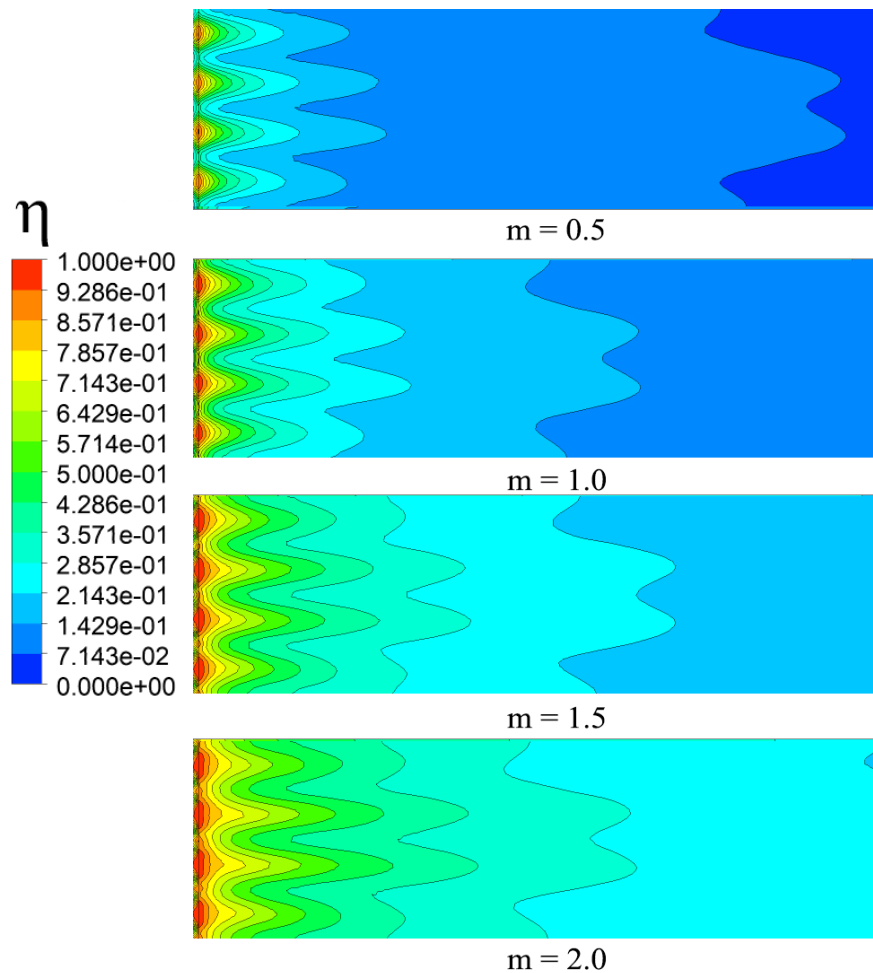 m = 0.5
η
1.000e+00
9.286e-01
8.571e-01
7.857e-01
7.143e-01
6.429e-01
5.714e-01
5.000e-01
4.286e-01
3.571e-01
2.857e-01
2.143e-01
1.429e-01
7.143e-02
0.000e+00
m = 1.0
m = 1.5
m = 2.0